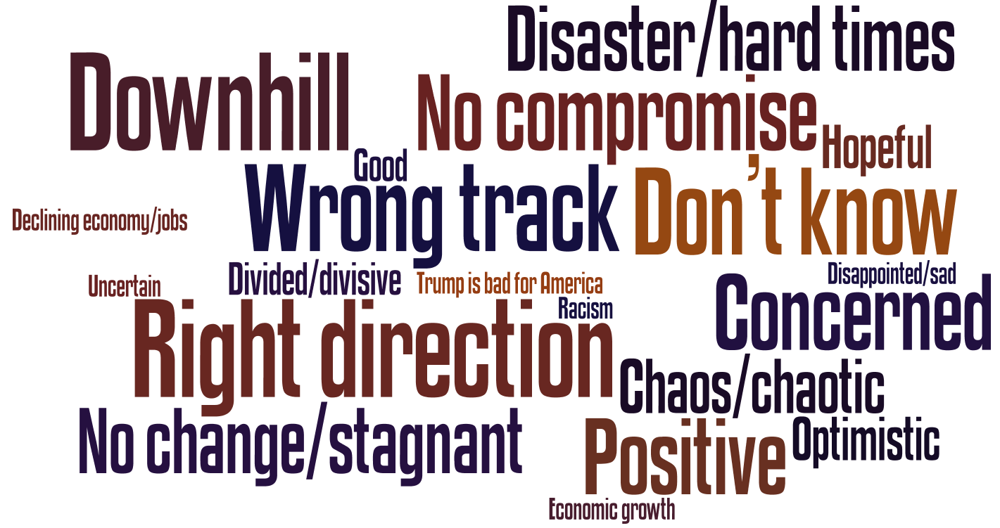 Disaster/hard times
Downhill
No compromise
Hopeful
Good
Wrong track
Don't know
Declining economy/jobs
Divided/divisive
Trump is bad for America
Disappointed/sad
Uncertain
Racism
Concerned
Right direction
Chaos/chaotic
No change/stagnant
Positive
Optimistic
Economic growth